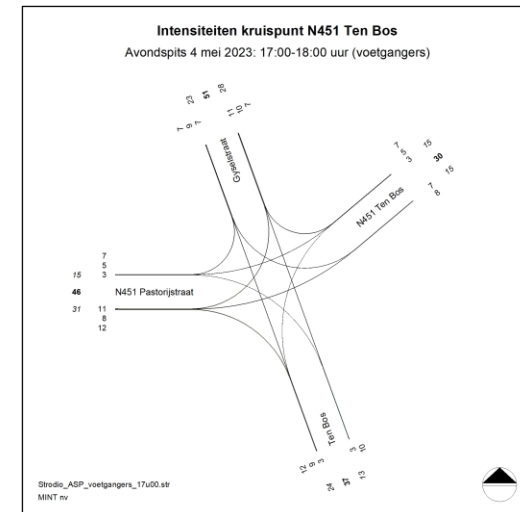 Intensiteiten kruispunt N451 Ten Bos
Avondspits 4 mei 2023: 17:00-18:00 uur (voetgangers)
23 51 28
7 9 7 11 10 7
Gyselstraat
7 5 3 15
30
7 8 15
N451 Ten Bos
7
5
15 3
46 N451 Pastorijstraat
31 11
8
12
Ten Bos
12 9 3 3 10
24 37 13
Strodio_ASP_voetgangers_17u00.str
MINT nv